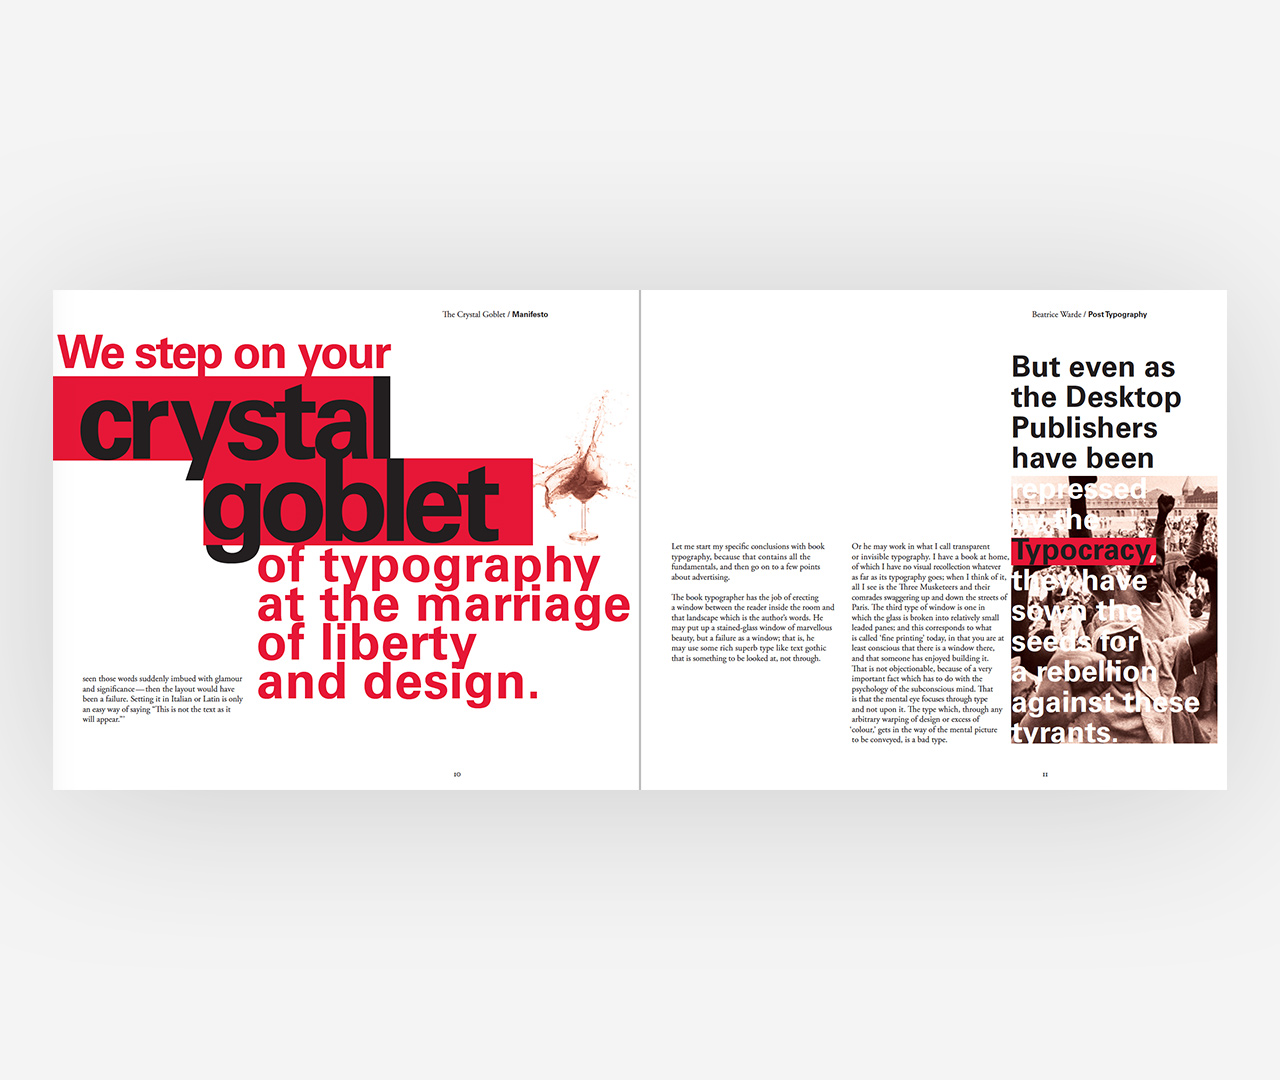 The Crystal Goblet / Manifesto
We step on your
crystal
goblet
of typography
at the marriage
of liberty
and design.
seen those words suddenly imbued with glamour
and significance—then the layout would have
been a failure. Setting it in Italian or Latin is only
an easy way of saying “This is not the text as it
will appear.”’
10
Beatrice Warde / Post Typography
Let me start my specific conclusions with book
typography, because that contains all the
fundamentals, and then go on to a few points
about advertising.
The book typographer has the job of erecting
a window between the reader inside the room and
that landscape which is the author’s words. He
may put up a stained-glass window of marvellous
beauty, but a failure as a window; that is, he
may use some rich superb type like text gothic
that is something to be looked at, not through.
Or he may work in what I call transparent
or invisible typography. I have a book at home,
of which I have no visual recollection whatever
as far as its typography goes; when I think of it,
all I see is the Three Musketeers and their
comrades swaggering up and down the streets of
Paris. The third type of window is one in
which the glass is broken into relatively small
leaded panes; and this corresponds to what
is called ‘fine printing’ today, in that you are at
least conscious that there is a window there,
and that someone has enjoyed building it.
That is not objectionable, because of a very
important fact which has to do with the
psychology of the subconscious mind. That
is that the mental eye focuses through type
and not upon it. The type which, through any
arbitrary warping of design or excess of
‘colour,’ gets in the way of the mental picture
to be conveyed, is a bad type.
But even as
the Desktop
Publishers
have been
repressed
by the
Typocracy,
they have
sown the
seeds for
a rebellion
against these
tyrants.
11